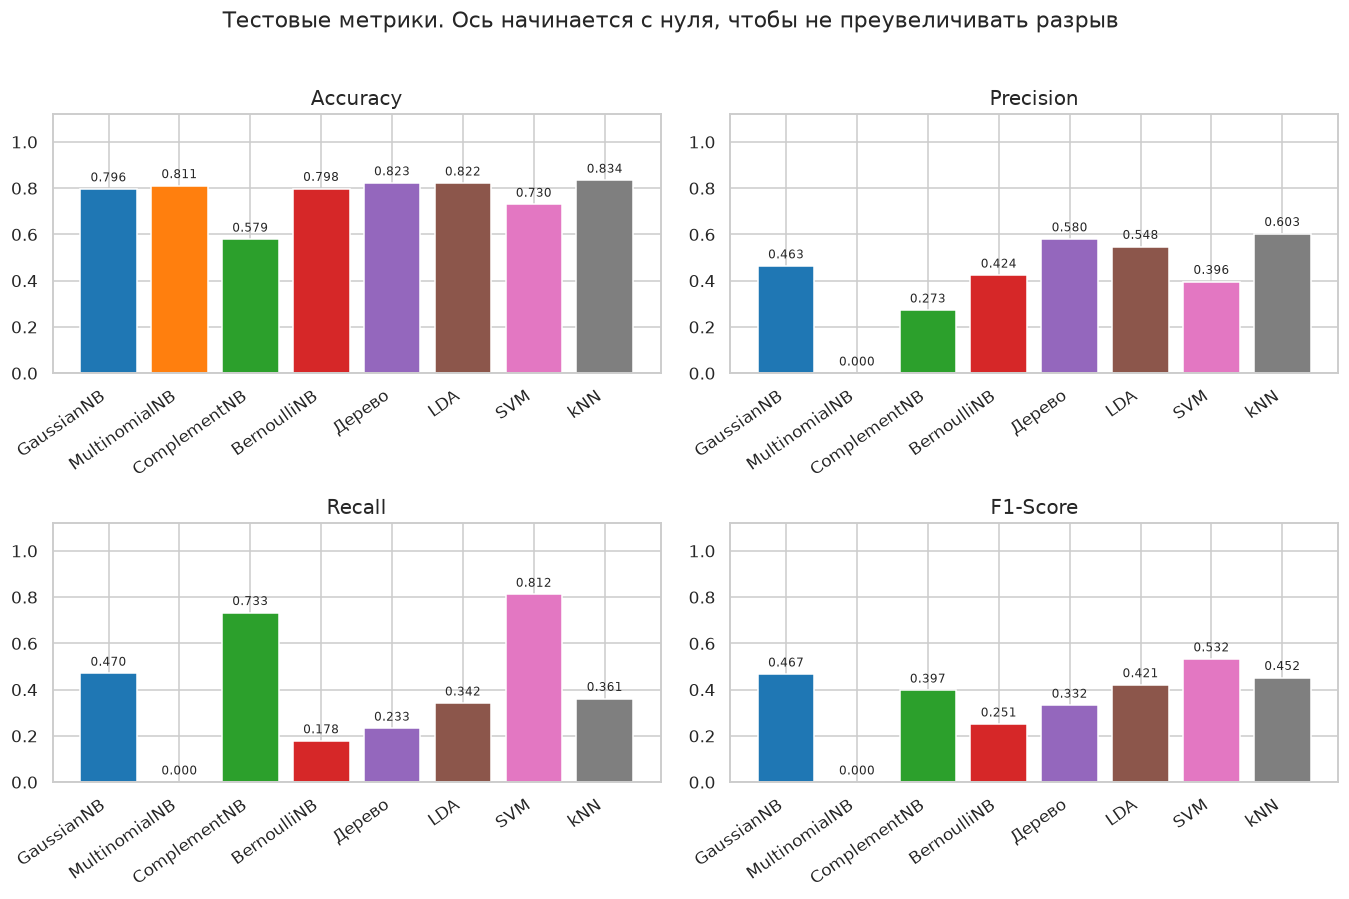 Тестовые метрики. Ось начинается с нуля, чтобы не преувеличивать разрыв
Accuracy
1.0
0.8
0.6
0.4
0.2
0.0
0.796
0.811
0.579
0.798
0.823
0.822
0.730
0.834
GaussianNB
MultinomialNB
ComplementNB
BernoulliNB
Дерево
LDA
SVM
kNN
Precision
1.0
0.8
0.6
0.4
0.2
0.0
0.463
0.000
0.273
0.424
0.580
0.548
0.396
0.603
GaussianNB
MultinomialNB
ComplementNB
BernoulliNB
Дерево
LDA
SVM
kNN
Recall
1.0
0.8
0.6
0.4
0.2
0.0
0.470
0.000
0.733
0.178
0.233
0.342
0.812
0.361
GaussianNB
MultinomialNB
ComplementNB
BernoulliNB
Дерево
LDA
SVM
kNN
F1-Score
1.0
0.8
0.6
0.4
0.2
0.0
0.467
0.000
0.397
0.251
0.332
0.421
0.532
0.452
GaussianNB
MultinomialNB
ComplementNB
BernoulliNB
Дерево
LDA
SVM
kNN